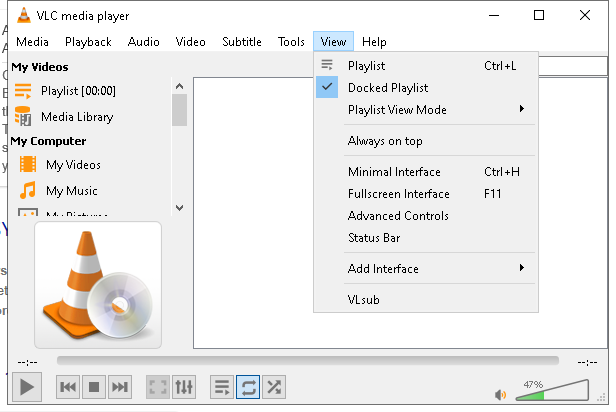 VLC media player
Media Playback Audio Video Subtitle Tools View Help
My Videos
Playlist [00:00]
Media Library
My Computer
My Videos
My Music
My Pictures
Playlist Ctrl+L
Docked Playlist
Playlist View Mode
Always on top
Minimal Interface Ctrl+H
Fullscreen Interface F11
Advanced Controls
Status Bar
Add Interface
VLsub
--:-- --:--
47%